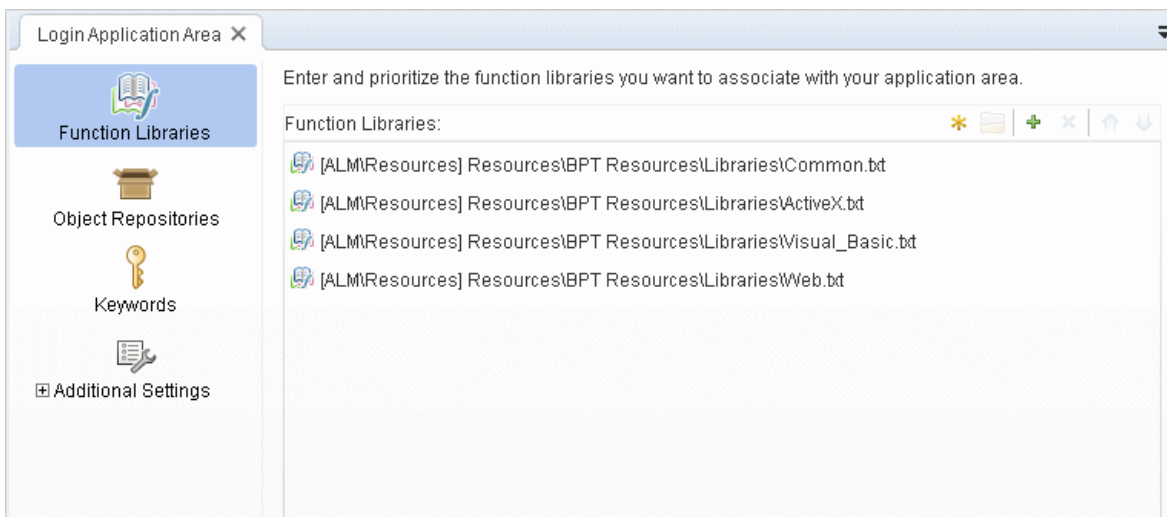 Login Application Area
Enter and prioritize the function libraries you want to associate with your application area.
Function Libraries
Function Libraries:
[ALM\Resources] Resources\BPT Resources\Libraries\Common.txt
[ALM\Resources] Resources\BPT Resources\Libraries\ActiveX.txt
Object Repositories
[ALM\Resources] Resources\BPT Resources\Libraries\Visual_Basic.txt
[ALM\Resources] Resources\BPT Resources\Libraries\Web.txt
Keywords
Additional Settings